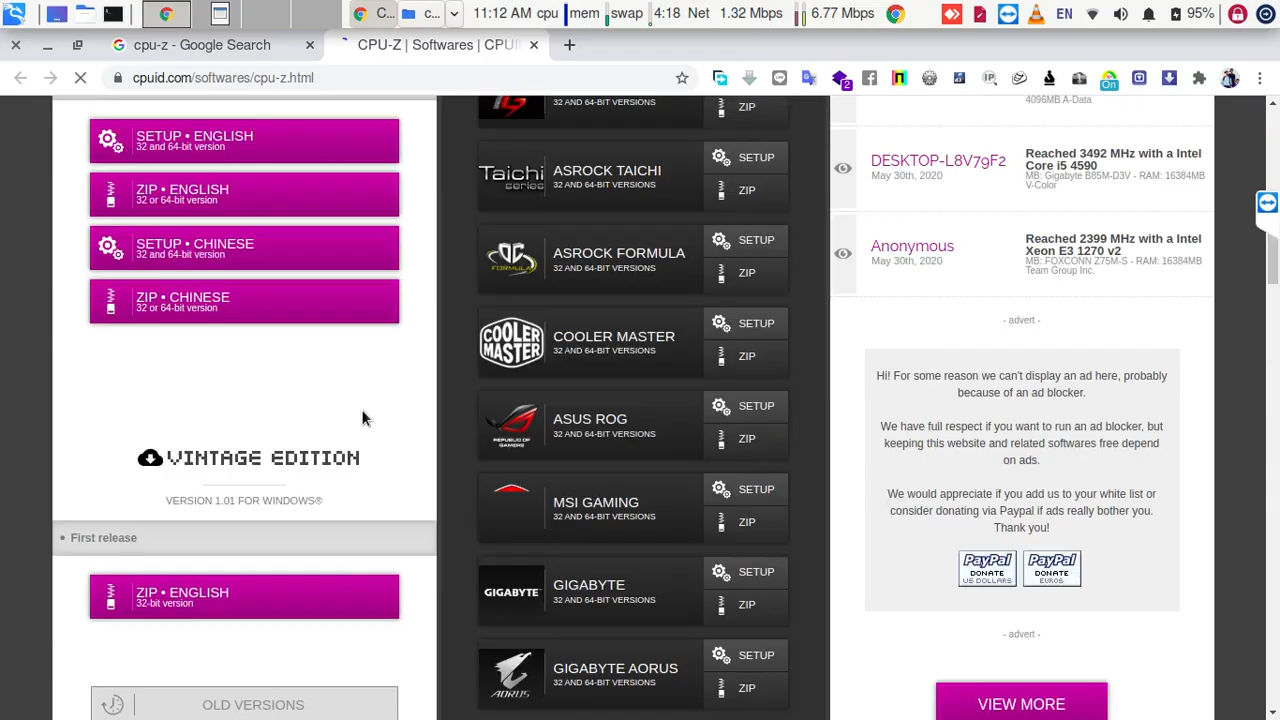 11:12 AM cpu mem swap 4:18 Net 1.32 Mbps 6.77 Mbps EN 95%
C... c...
cpu-z - Google Search
CPU-Z | Softwares | CPUI
cpuid.com/softwares/cpu-z.html
2
On
SETUP • ENGLISH
32 and 64-bit version
ZIP • ENGLISH
32 or 64-bit version
SETUP • CHINESE
32 and 64-bit version
ZIP • CHINESE
32 or 64-bit version
VINTAGE EDITION
VERSION 1.01 FOR WINDOWS®
• First release
ZIP • ENGLISH
32-bit version
OLD VERSIONS
32 AND 64-BIT VERSIONS
ZIP
Taichi
series
ASROCK TAICHI
32 AND 64-BIT VERSIONS
SETUP
ZIP
OC
FORMULA
ASROCK FORMULA
32 AND 64-BIT VERSIONS
SETUP
ZIP
COOLER
MASTER
COOLER MASTER
32 AND 64-BIT VERSIONS
SETUP
ZIP
REPUBLIC OF
GAMERS
ASUS ROG
32 AND 64-BIT VERSIONS
SETUP
ZIP
MSI GAMING
32 AND 64-BIT VERSIONS
SETUP
ZIP
GIGABYTE
GIGABYTE
32 AND 64-BIT VERSIONS
SETUP
ZIP
AORUS
GIGABYTE AORUS
32 AND 64-BIT VERSIONS
SETUP
ZIP
4096MB A-Data
DESKTOP-L8V79F2
May 30th, 2020
Reached 3492 MHz with a Intel
Core i5 4590
MB: Gigabyte B85M-D3V - RAM: 16384MB
V-Color
Anonymous
May 30th, 2020
Reached 2399 MHz with a Intel
Xeon E3 1270 v2
MB: FOXCONN Z75M-S - RAM: 16384MB
Team Group Inc.
- advert -
Hi! For some reason we can't display an ad here, probably
because of an ad blocker.
We have full respect if you want to run an ad blocker, but
keeping this website and related softwares free depend
on ads.
We would appreciate if you add us to your white list or
consider donating via Paypal if ads really bother you.
Thank you!
PayPal
DONATE
US DOLLARS
PayPal
DONATE
EUROS
- advert -
VIEW MORE